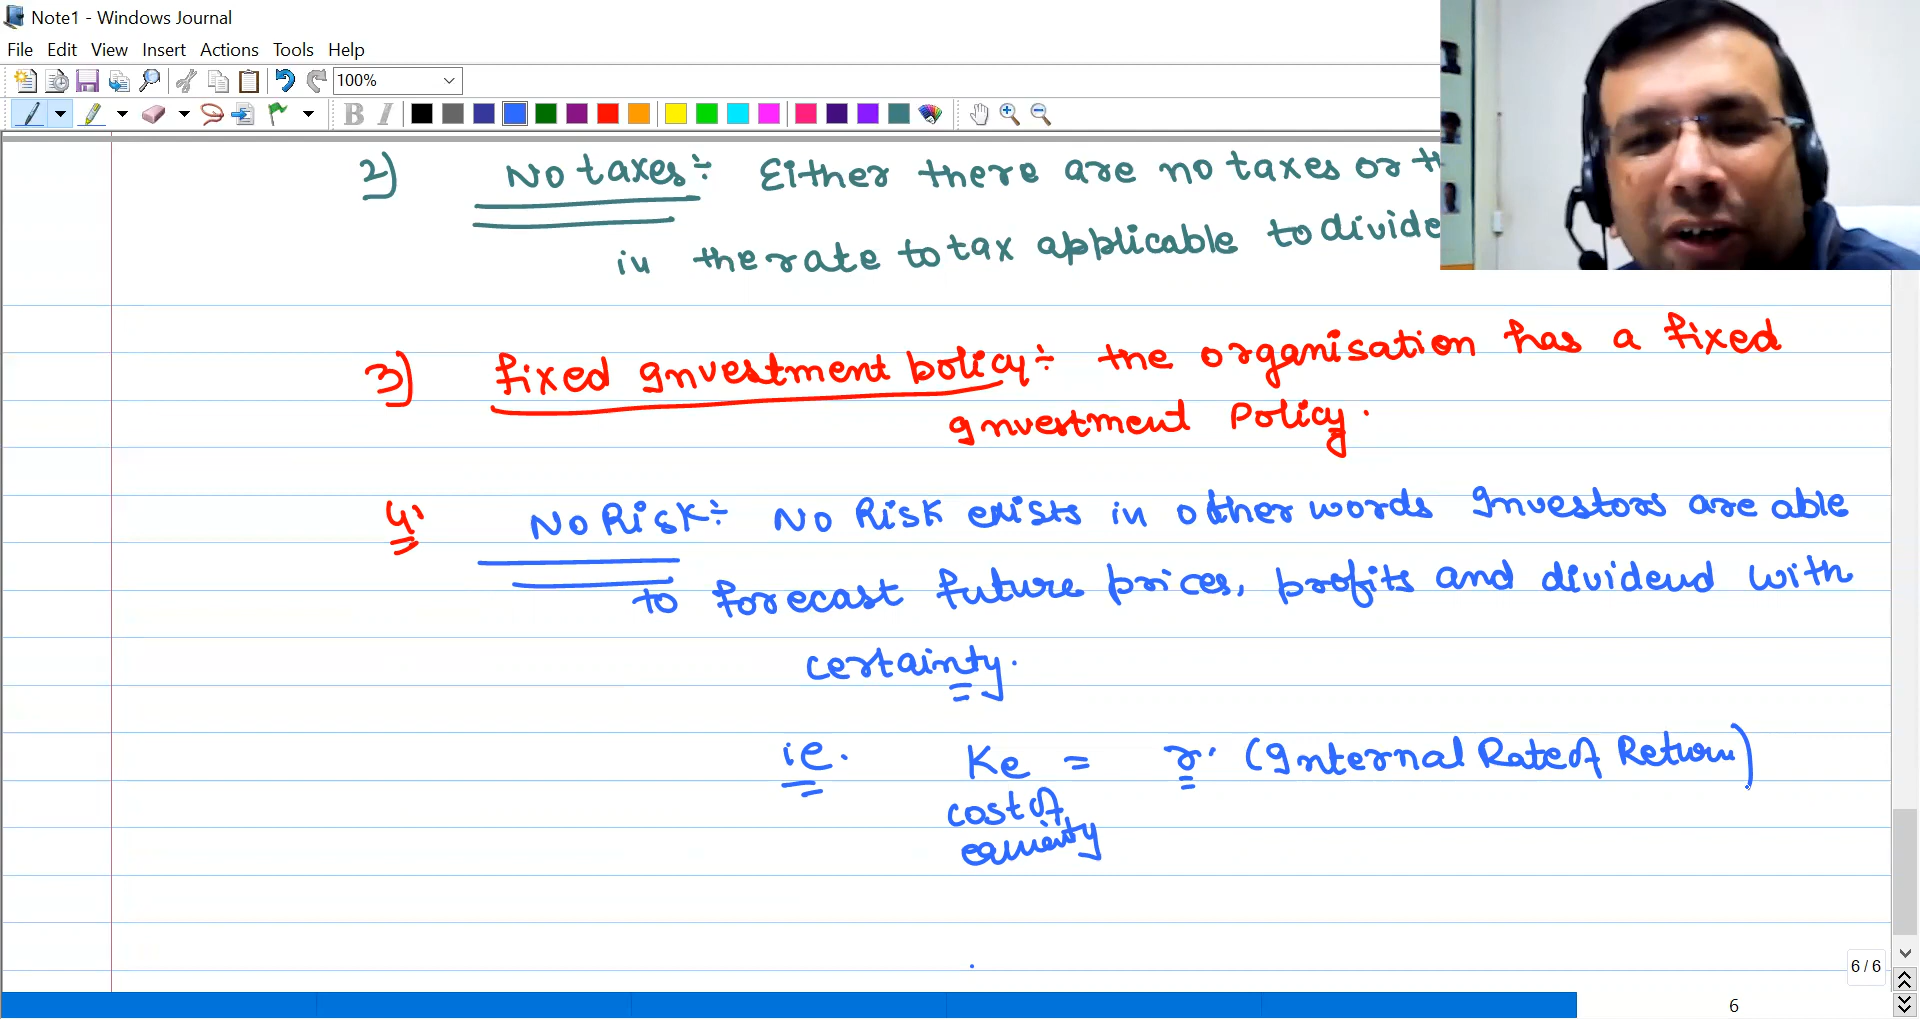 Note1 - Windows Journal
File Edit View Insert Actions Tools Help
100%
B I
2) No taxes:- Either there are no taxes or th
in the rate to tax applicable to divide
3) fixed Investment policy:- the organisation has a fixed
Investment Policy.
4. No Risk:- No Risk exists in other words Investors are able
to forecast future prices, profits and dividend with
certainty.
ie. Ke = r. (Internal Rate of Return)
cost of
equity
6 / 6
6